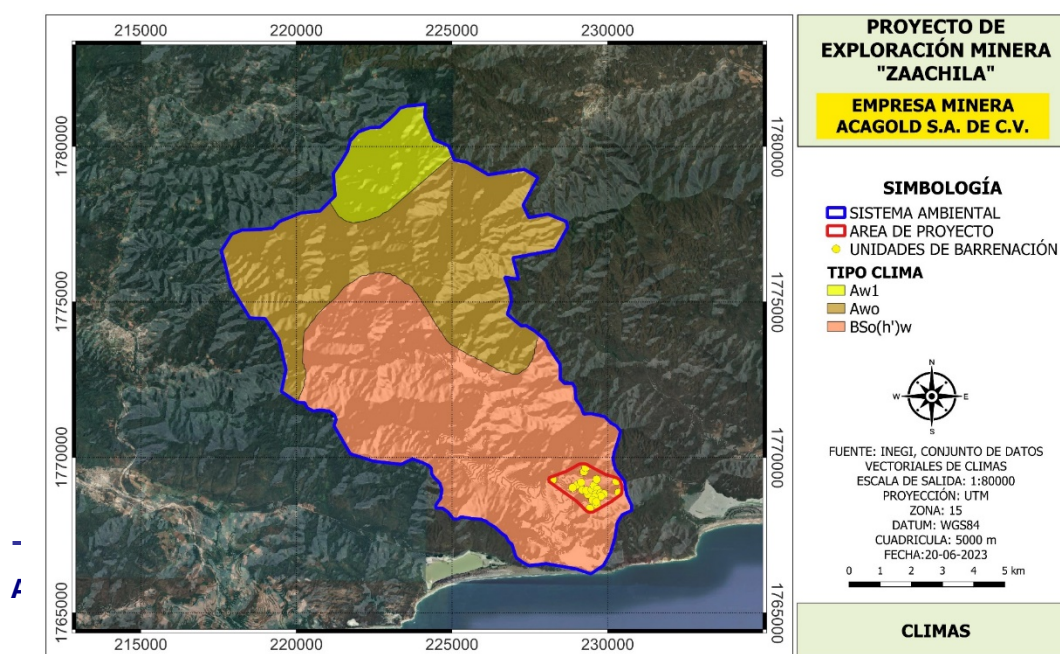 215000 220000 225000 230000
1780000
1775000
1770000
1765000
1780000
1775000
1770000
1765000
215000 220000 225000 230000
PROYECTO DE
EXPLORACIÓN MINERA
"ZAACHILA"
EMPRESA MINERA
ACAGOLD S.A. DE C.V.
SIMBOLOGÍA
SISTEMA AMBIENTAL
AREA DE PROYECTO
UNIDADES DE BARRENACIÓN
TIPO CLIMA
Aw1
Awo
BSo(h')w
N
W E
S
FUENTE: INEGI, CONJUNTO DE DATOS
VECTORIALES DE CLIMAS
ESCALA DE SALIDA: 1:80000
PROYECCIÓN: UTM
ZONA: 15
DATUM: WGS84
CUADRICULA: 5000 m
FECHA:20-06-2023
0 1 2 3 4 5 km
CLIMAS